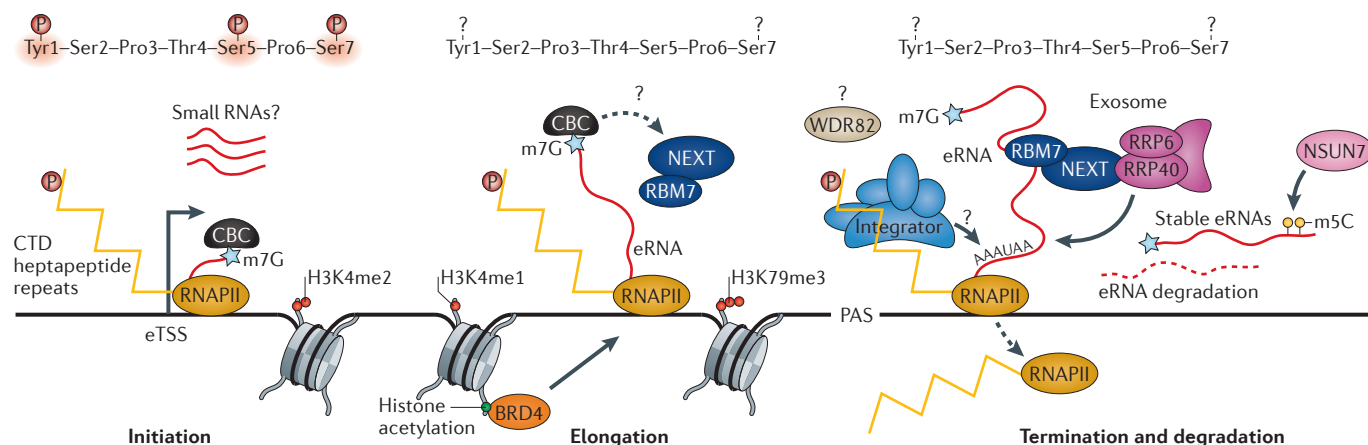 P P P
Tyr1–Ser2–Pro3–Thr4–Ser5–Pro6–Ser7
Small RNAs?
P
CTD
heptapeptide
repeats
CBC
m7G
RNAPII
eTSS
H3K4me2
Initiation
? ?
Tyr1–Ser2–Pro3–Thr4–Ser5–Pro6–Ser7
?
CBC
m7G
NEXT
RBM7
P
eRNA
H3K4me1
RNAPII
H3K79me3
Histone
acetylation
BRD4
Elongation
? ?
Tyr1–Ser2–Pro3–Thr4–Ser5–Pro6–Ser7
?
WDR82
m7G
Exosome
eRNA
RBM7
NEXT
RRP6
RRP40
NSUN7
P
Integrator
?
AAAUAA
Stable eRNAs
m5C
RNAPII
eRNA degradation
PAS
RNAPII
Termination and degradation